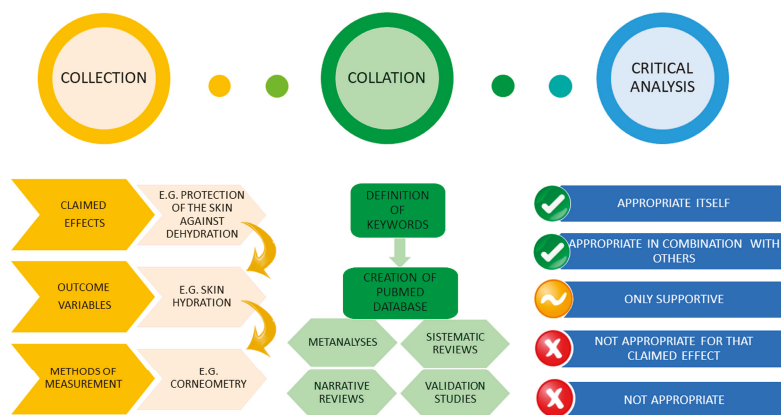 COLLECTION
COLLATION
CRITICAL
ANALYSIS
CLAIMED
EFFECTS
E.G. PROTECTION
OF THE SKIN
AGAINST
DEHYDRATION
OUTCOME
VARIABLES
E.G. SKIN
HYDRATION
METHODS OF
MEASUREMENT
E.G.
CORNEOMETRY
DEFINITION
OF
KEYWORDS
CREATION OF
PUBMED
DATABASE
METANALYSES
SISTEMATIC
REVIEWS
NARRATIVE
REVIEWS
VALIDATION
STUDIES
APPROPRIATE ITSELF
APPROPRIATE IN COMBINATION WITH
OTHERS
ONLY SUPPORTIVE
NOT APPROPRIATE FOR THAT
CLAIMED EFFECT
NOT APPROPRIATE